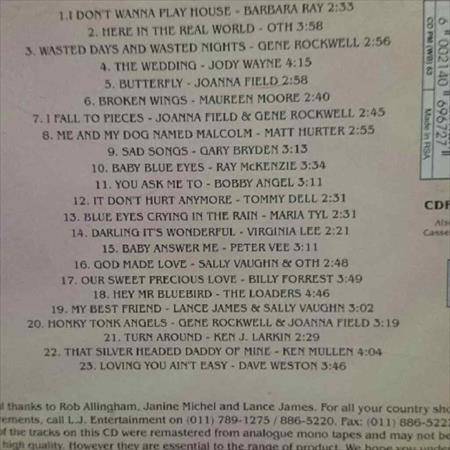 1.I DON'T WANNA PLAY HOUSE - BARBARA RAY 2:33
2. HERE IN THE REAL WORLD - OTH 3:58
3. WASTED DAYS AND WASTED NIGHTS - GENE ROCKWELL 2:56
4. THE WEDDING - JODY WAYNE 4:15
5. BUTTERFLY - JOANNA FIELD 2:58
6. BROKEN WINGS - MAUREEN MOORE 2:40
7. I FALL TO PIECES - JOANNA FIELD & GENE ROCKWELL 2:45
8. ME AND MY DOG NAMED MALCOLM - MATT HURTER 2:55
9. SAD SONGS - GARY BRYDEN 3:13
10. BABY BLUE EYES - RAY McKENZIE 3:34
11. YOU ASK ME TO - BOBBY ANGEL 3:11
12. IT DON'T HURT ANYMORE - TOMMY DELL 2:31
13. BLUE EYES CRYING IN THE RAIN - MARIA TYL 2:23
14. DARLING IT'S WONDERFUL - VIRGINIA LEE 2:21
15. BABY ANSWER ME - PETER VEE 3:11
16. GOD MADE LOVE - SALLY VAUGHN & OTH 2:48
17. OUR SWEET PRECIOUS LOVE - BILLY FORREST 3:49
18. HEY MR BLUEBIRD - THE LOADERS 4:46
19. MY BEST FRIEND - LANCE JAMES & SALLY VAUGHN 3:02
20. HONKY TONK ANGELS - GENE ROCKWELL & JOANNA FIELD 3:19
21. TURN AROUND - KEN J. LARKIN 2:29
22. THAT SILVER HEADED DADDY OF MINE - KEN MULLEN 4:04
23. LOVING YOU AIN'T EASY - DAVE WESTON 3:46
thanks to Rob Allingham, Janine Michel and Lance James. For all your country
call L.J. Entertainment on (011) 789-1275 / 886-5220. Fax: (011) 886-522
of the tracks on this CD were remastered from analogue mono tapes and may not be
high quality. However they are essential to the range of product. We hope you
CD PM (WB) 63
6 002140 696727
Made in RSA
CDF
Also
Casse